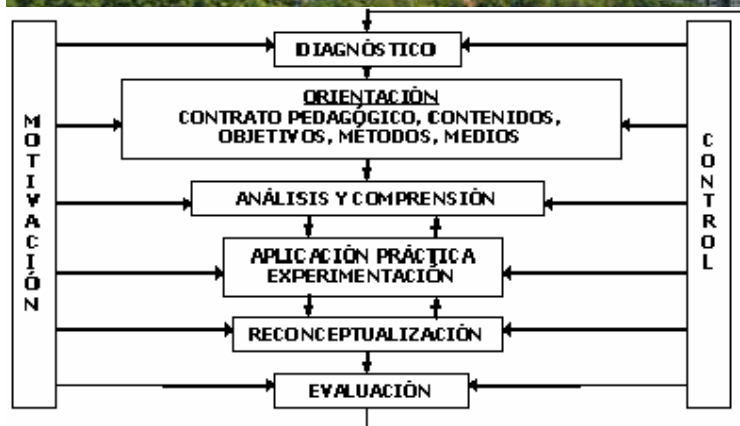 DIAGNÓSTICO
ORIENTACIÓN
CONTRATO PEDAGÓGICO, CONTENIDOS,
OBJETIVOS, MÉTODOS, MEDIOS
MOTIVACIÓN
CONTROL
ANÁLISIS Y COMPRENSIÓN
APLICACIÓN PRÁCTICA
EXPERIMENTACIÓN
RECONCEPTUALIZACIÓN
EVALUACIÓN